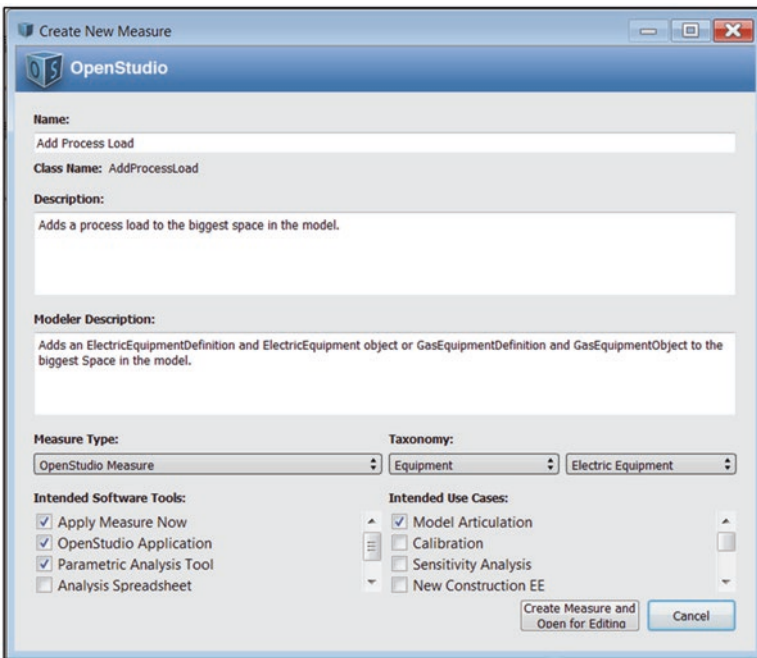 Create New Measure
OS OpenStudio
Name:
Add Process Load
Class Name: AddProcessLoad
Description:
Adds a process load to the biggest space in the model.
Modeler Description:
Adds an ElectricEquipmentDefinition and ElectricEquipment object or GasEquipmentDefinition and GasEquipmentObject to the
biggest Space in the model.
Measure Type: Taxonomy:
OpenStudio Measure Equipment Electric Equipment
Intended Software Tools: Intended Use Cases:
Apply Measure Now Model Articulation
OpenStudio Application Calibration
Parametric Analysis Tool Sensitivity Analysis
Analysis Spreadsheet New Construction EE
Create Measure and
Open for Editing
Cancel